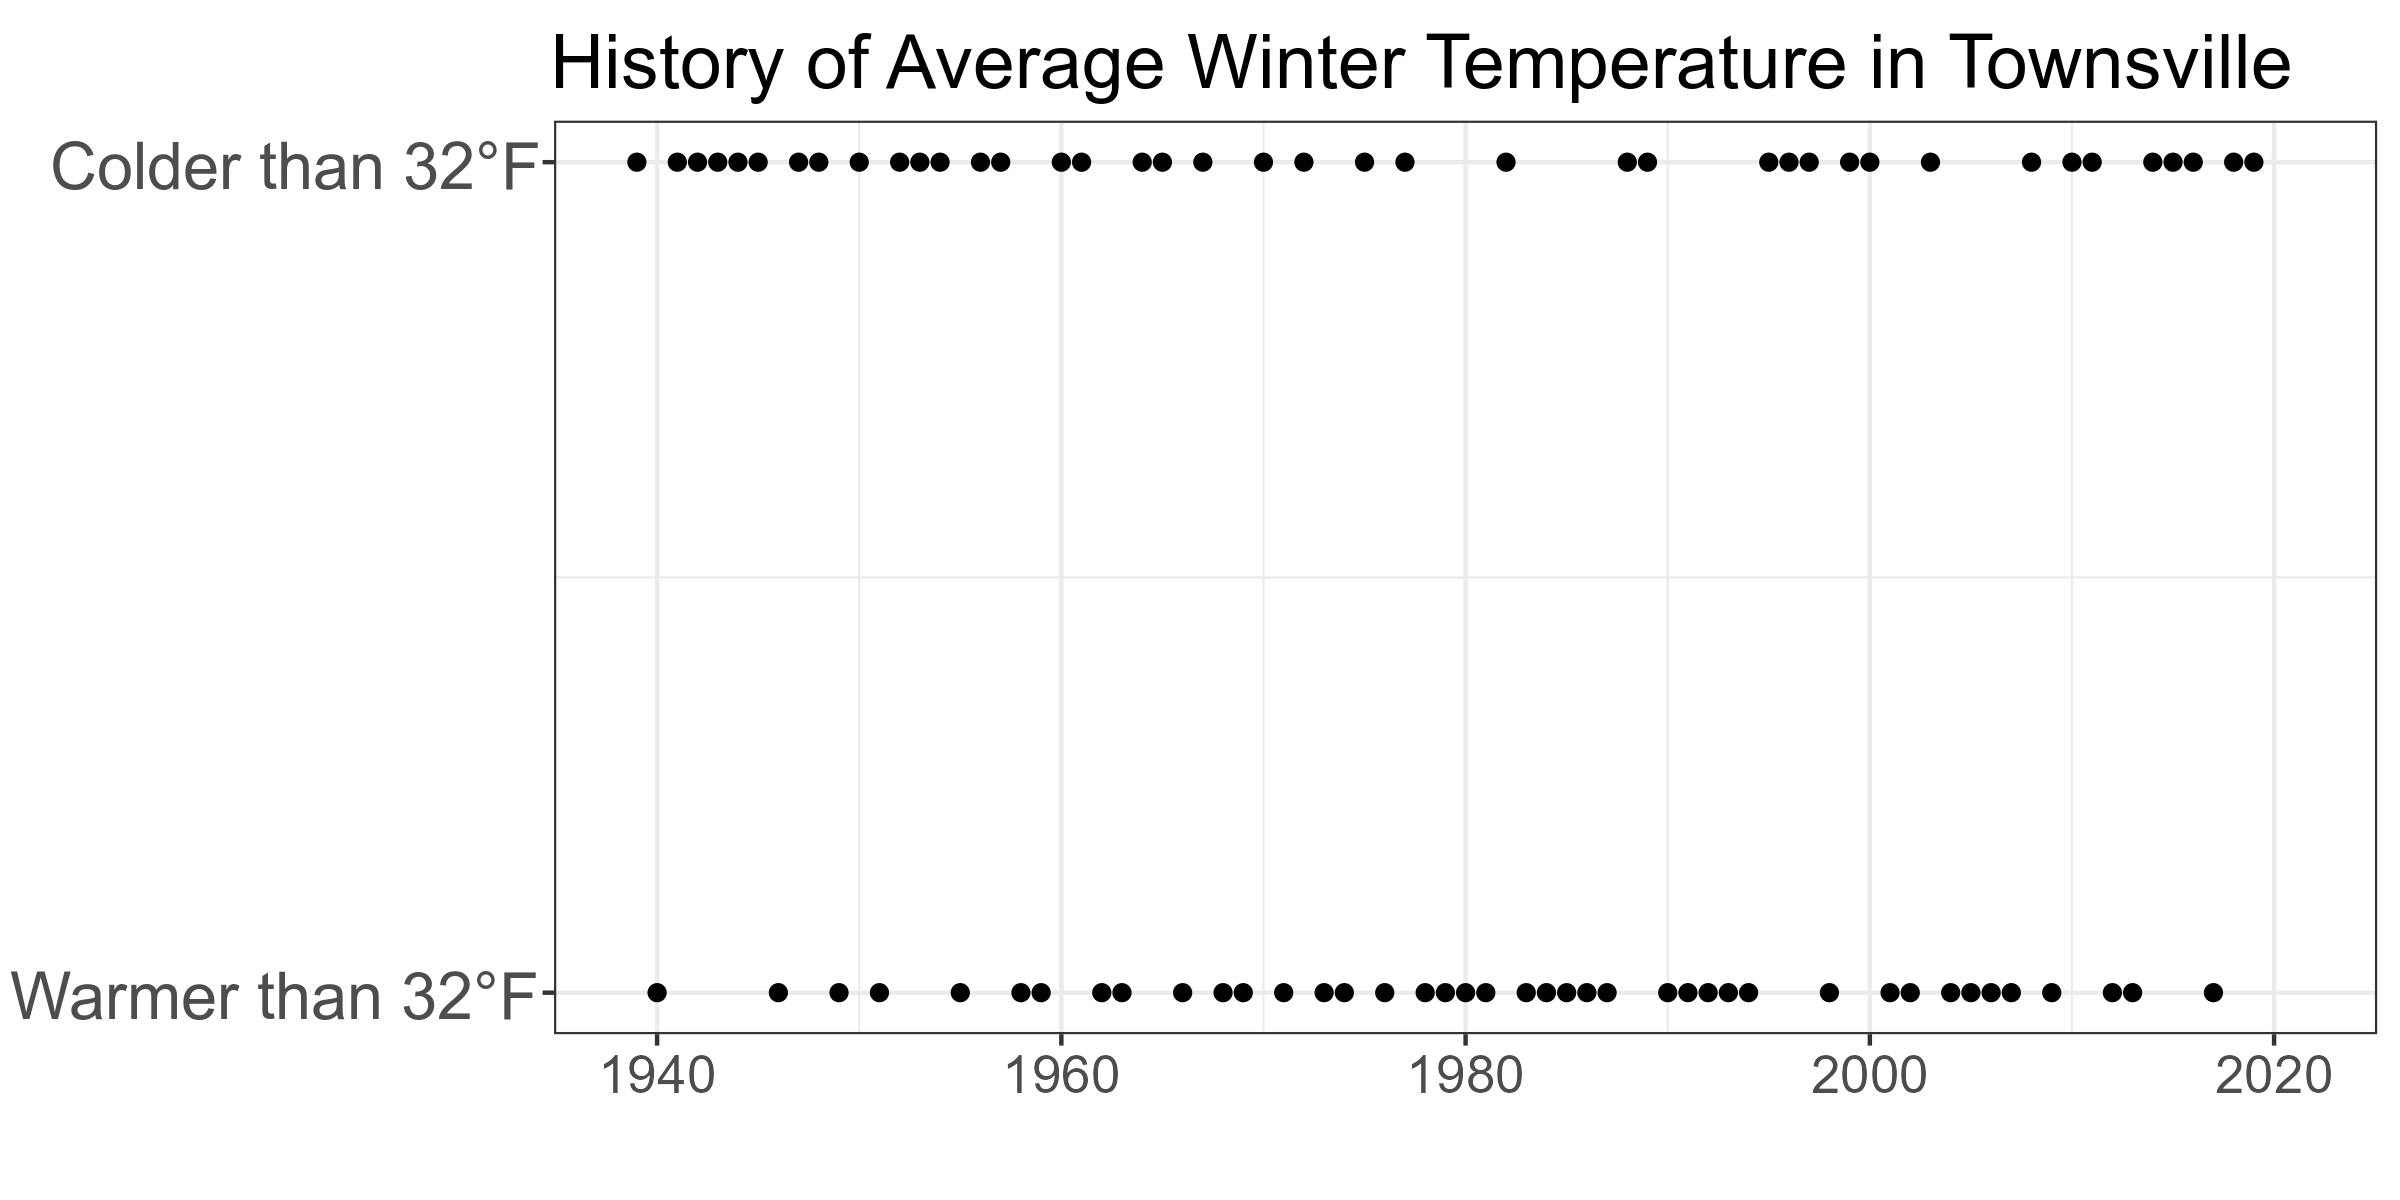 History of Average Winter Temperature in Townsville
Colder than 32°F
Warmer than 32°F
1940 1960 1980 2000 2020